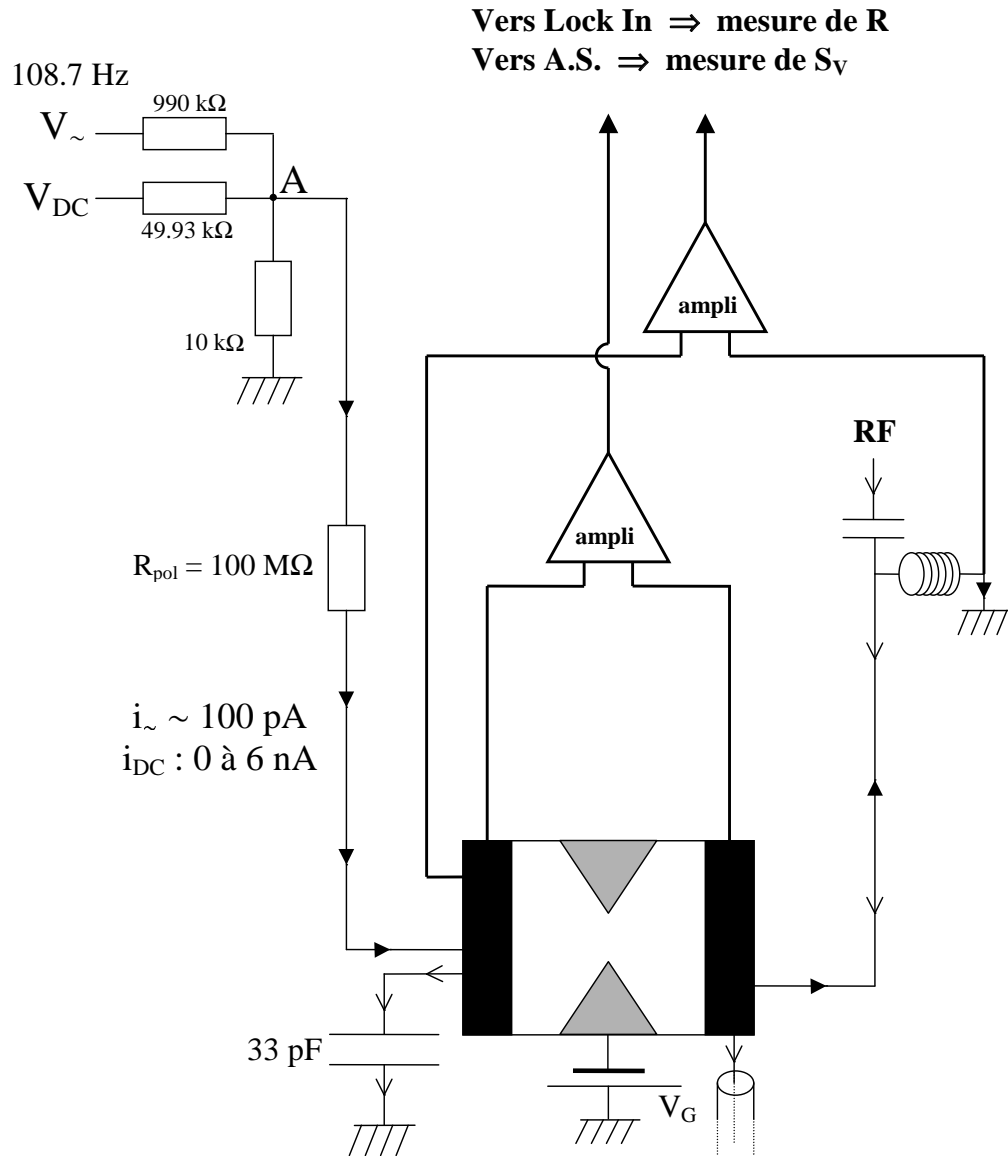 Vers Lock In ⇒ mesure de R
Vers A.S. ⇒ mesure de S_V
108.7 Hz
990 kΩ
V~
A
V_DC
49.93 kΩ
10 kΩ
ampli
RF
ampli
R_pol = 100 MΩ
i~ ~ 100 pA
i_DC : 0 à 6 nA
33 pF
V_G